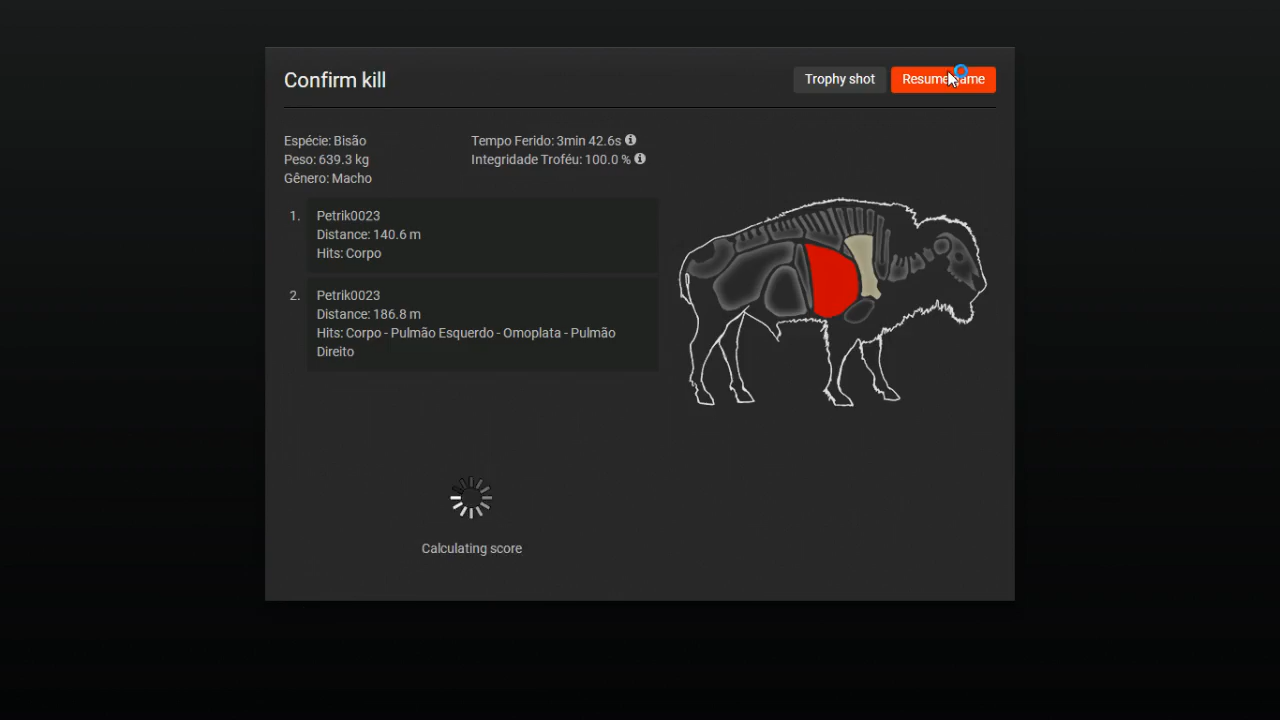 Confirm kill
Trophy shot
Resume game
Espécie: Bisão
Peso: 639.3 kg
Gênero: Macho
Tempo Ferido: 3min 42.6s
Integridade Troféu: 100.0 %
1. Petrik0023
Distance: 140.6 m
Hits: Corpo
2. Petrik0023
Distance: 186.8 m
Hits: Corpo - Pulmão Esquerdo - Omoplata - Pulmão
Direito
Calculating score